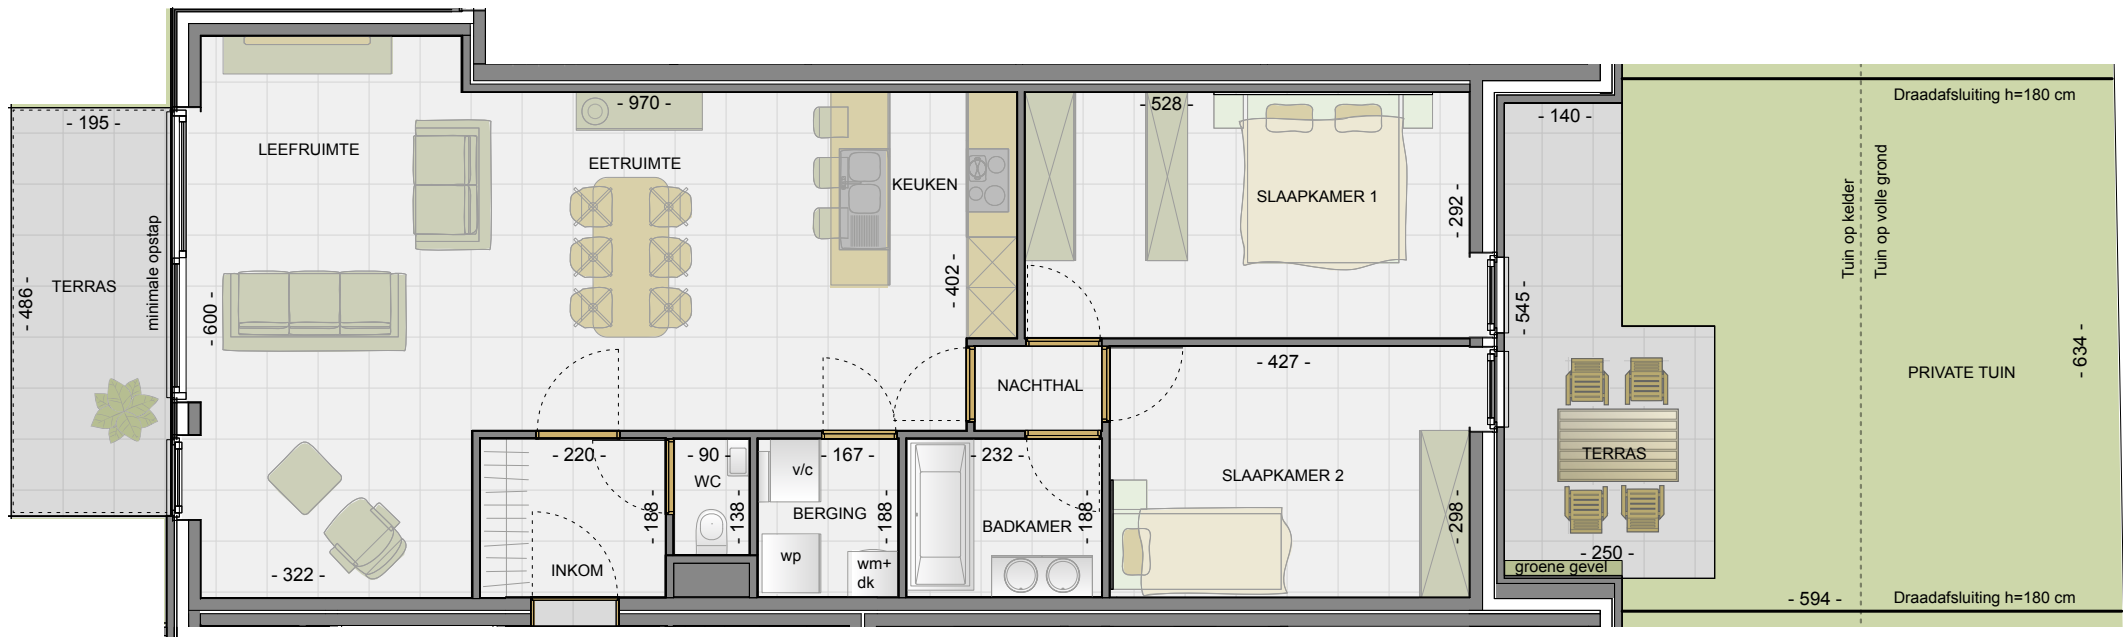 - 195 -
- 486 -
TERRAS
minimale opstap
LEEFRUIMTE
- 600 -
- 322 -
- 970 -
EETRUIMTE
KEUKEN
- 402 -
- 528 -
SLAAPKAMER 1
- 292 -
NACHTHAL
- 427 -
- 220 -
- 188 -
INKOM
- 90 -
WC
- 138 -
- 167 -
v/c
BERGING
- 188 -
wp
wm+
dk
- 232 -
BADKAMER
- 188 -
SLAAPKAMER 2
- 298 -
- 140 -
- 545 -
TERRAS
- 250 -
groene gevel
Draadafsluiting h=180 cm
Tuin op kelder
Tuin op volle grond
PRIVATE TUIN
- 634 -
- 594 -
Draadafsluiting h=180 cm